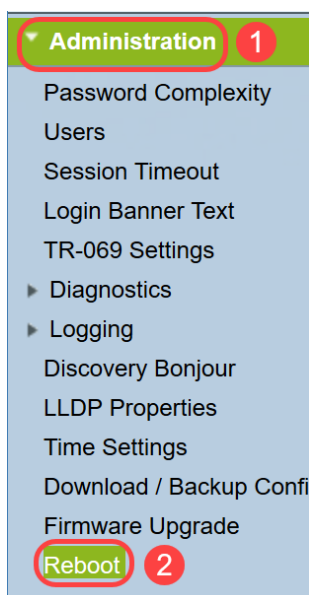 Administration 1
Password Complexity
Users
Session Timeout
Login Banner Text
TR-069 Settings
Diagnostics
Logging
Discovery Bonjour
LLDP Properties
Time Settings
Download / Backup Confi
Firmware Upgrade
Reboot 2